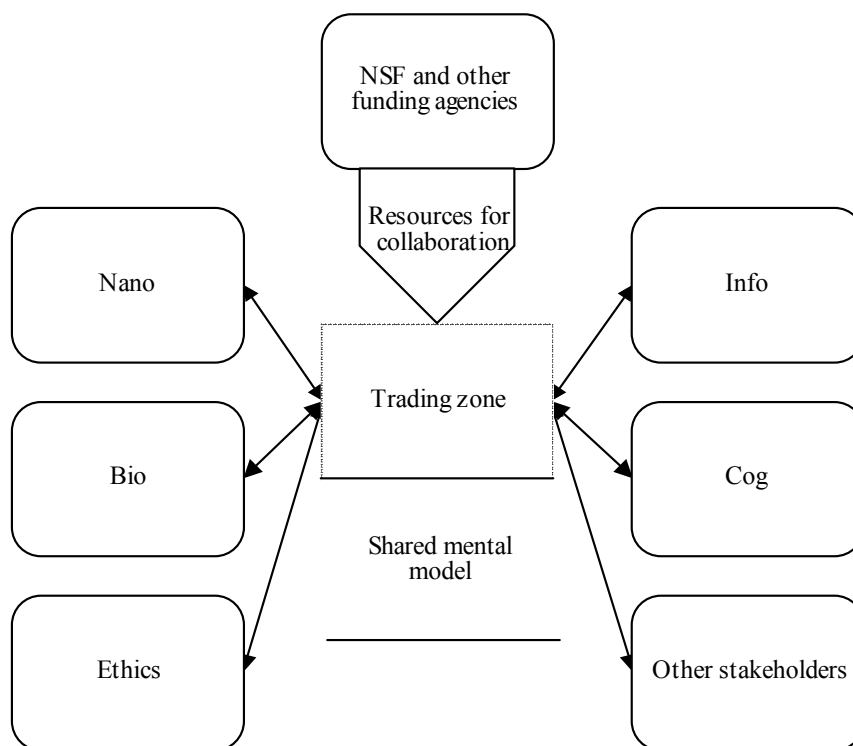 NSF and other
funding agencies
Resources for
collaboration
Nano
Info
Trading zone
Bio
Cog
Shared mental
model
Ethics
Other stakeholders